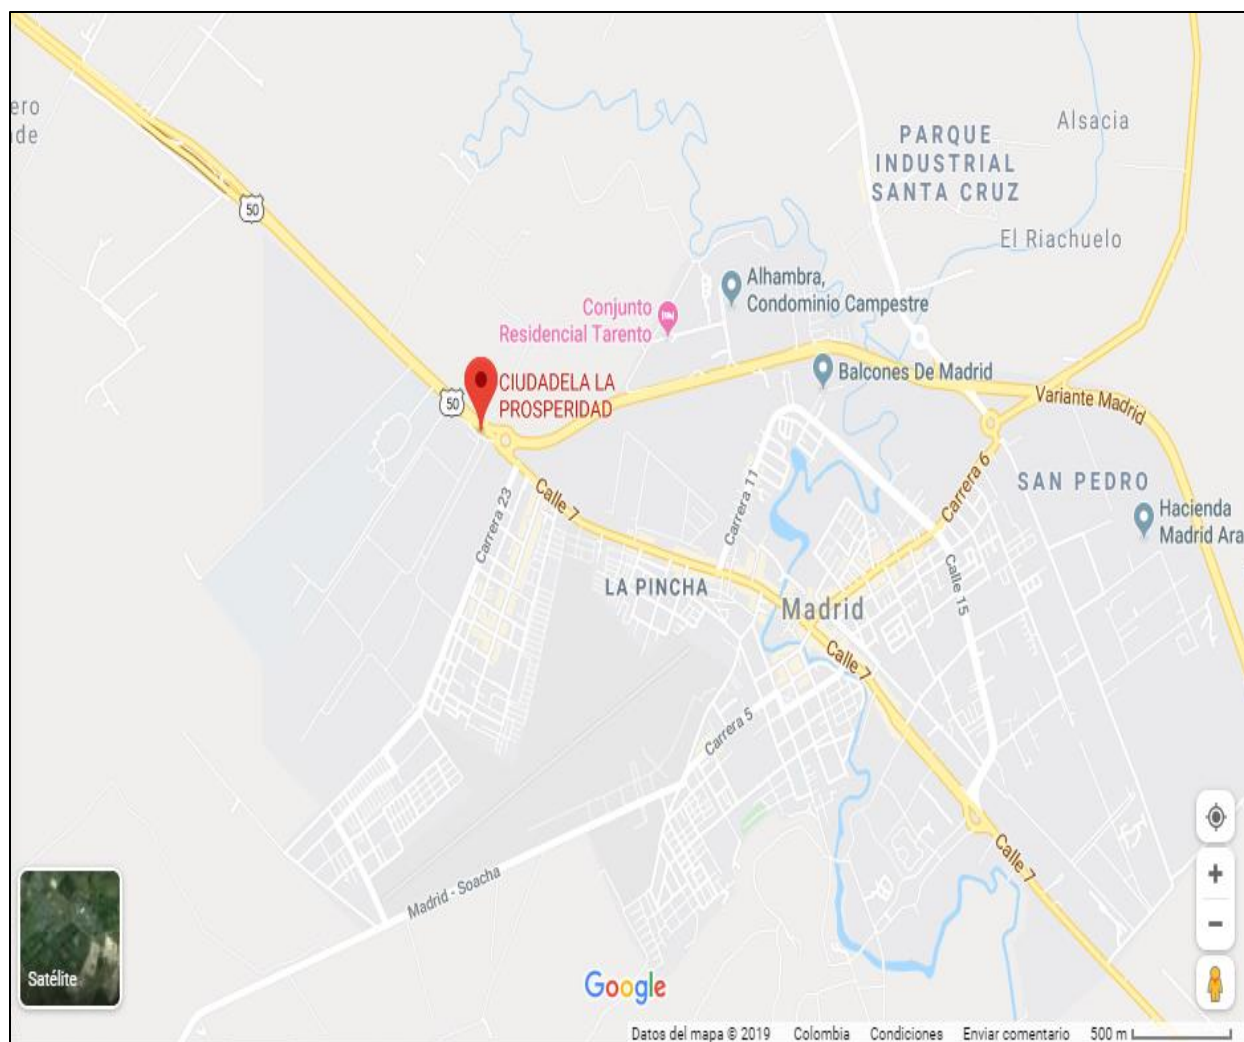 ero
de
50
PARQUE
INDUSTRIAL
SANTA CRUZ
Alsacia
El Riachuelo
Alhambra,
Condominio Campestre
Conjunto
Residencial Tarento
Balcones De Madrid
CIUDADELA LA
PROSPERIDAD
50
Variante Madrid
Carrera 6
SAN PEDRO
Hacienda
Madrid Ara
Carrera 11
Carrera 23
Calle 7
LA PINCHA
Madrid
Calle 15
Calle 7
Carrera 5
Calle 7
Madrid - Soacha
Satélite
Google
Datos del mapa © 2019 Colombia Condiciones Enviar comentario 500 m